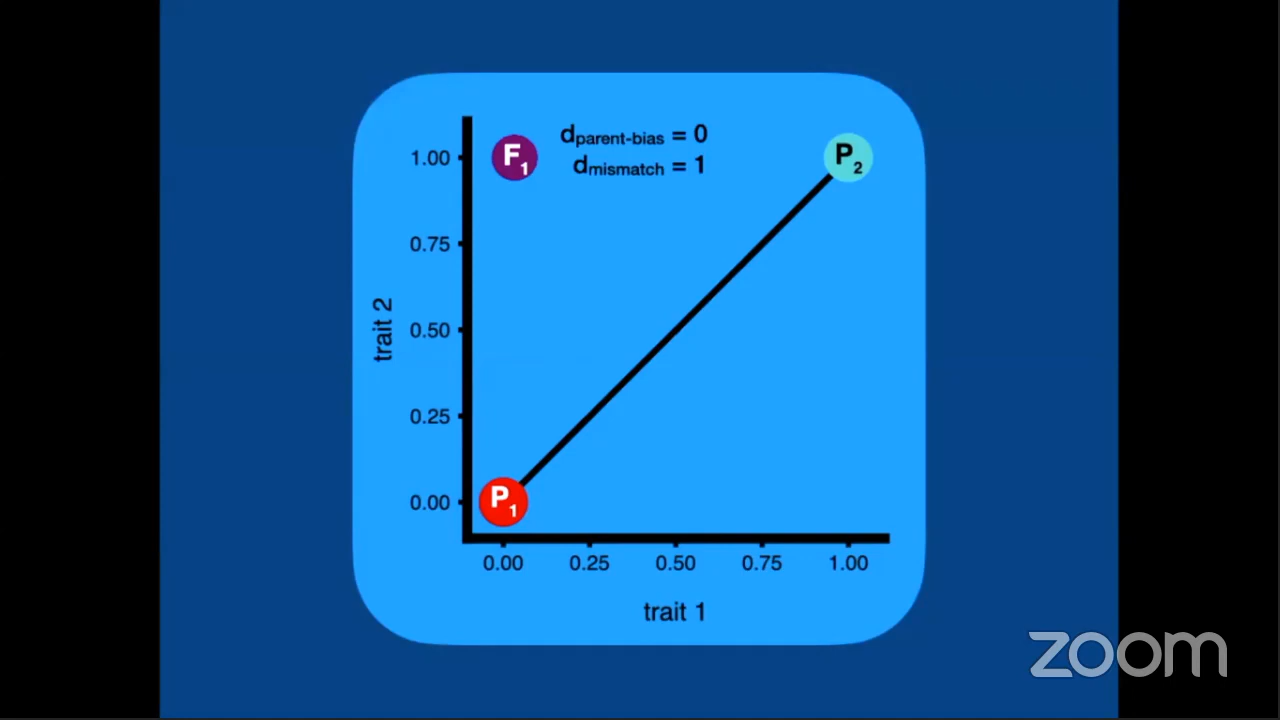 F1
dparent-bias = 0
dmismatch = 1
P2
1.00
0.75
0.50
0.25
0.00
trait 2
P1
0.00 0.25 0.50 0.75 1.00
trait 1
zoom